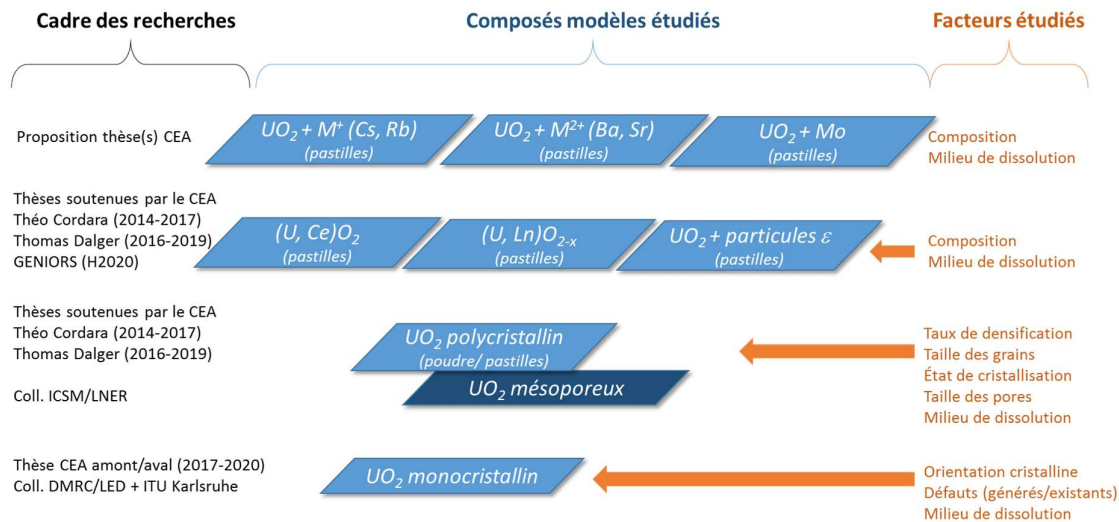 Cadre des recherches
Composés modèles étudiés
Facteurs étudiés
Proposition thèse(s) CEA
UO₂ + M⁺ (Cs, Rb)
(pastilles)
UO₂ + M²⁺ (Ba, Sr)
(pastilles)
UO₂ + Mo
(pastilles)
Composition
Milieu de dissolution
Thèses soutenues par le CEA
Théo Cordara (2014-2017)
Thomas Dalger (2016-2019)
GENIORS (H2020)
(U, Ce)O₂
(pastilles)
(U, Ln)O₂₋ₓ
(pastilles)
UO₂ + particules ε
(pastilles)
Composition
Milieu de dissolution
Thèses soutenues par le CEA
Théo Cordara (2014-2017)
Thomas Dalger (2016-2019)
Coll. ICSM/LNER
UO₂ polycristallin
(poudre/ pastilles)
UO₂ mésoporeux
Taux de densification
Taille des grains
État de cristallisation
Taille des pores
Milieu de dissolution
Thèse CEA amont/aval (2017-2020)
Coll. DMRC/LED + ITU Karlsruhe
UO₂ monocristallin
Orientation cristalline
Défauts (générés/existants)
Milieu de dissolution